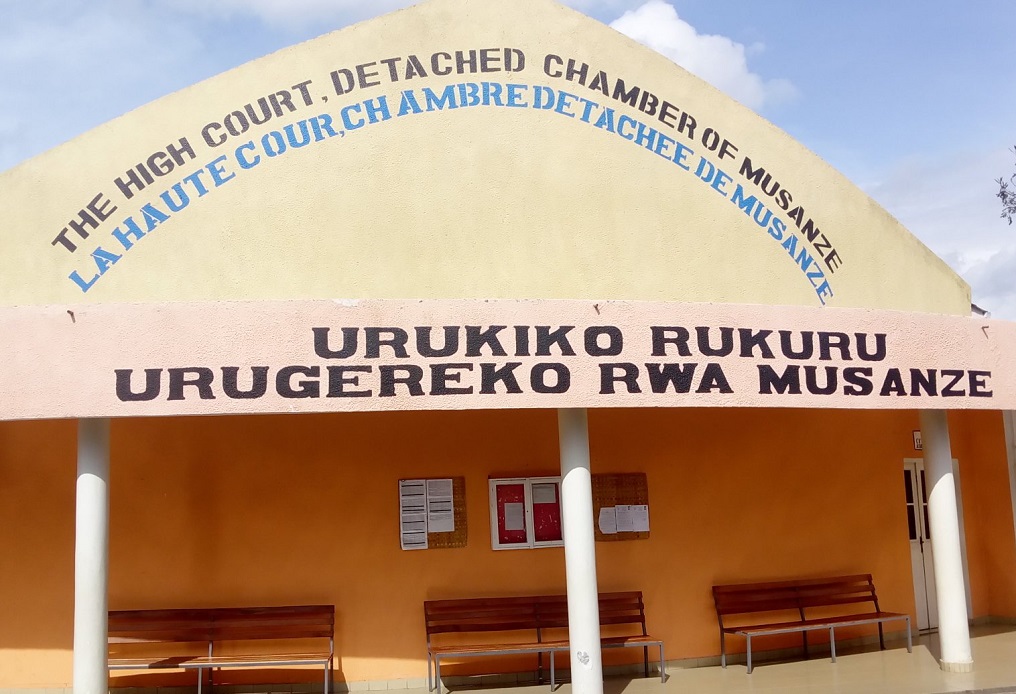 THE HIGH COURT, DETACHED CHAMBER OF MUSANZE
LA HAUTE COUR, CHAMBRE DETACHEE DE MUSANZE
URUKIKO RUKURU
URUGEREKO RWA MUSANZE